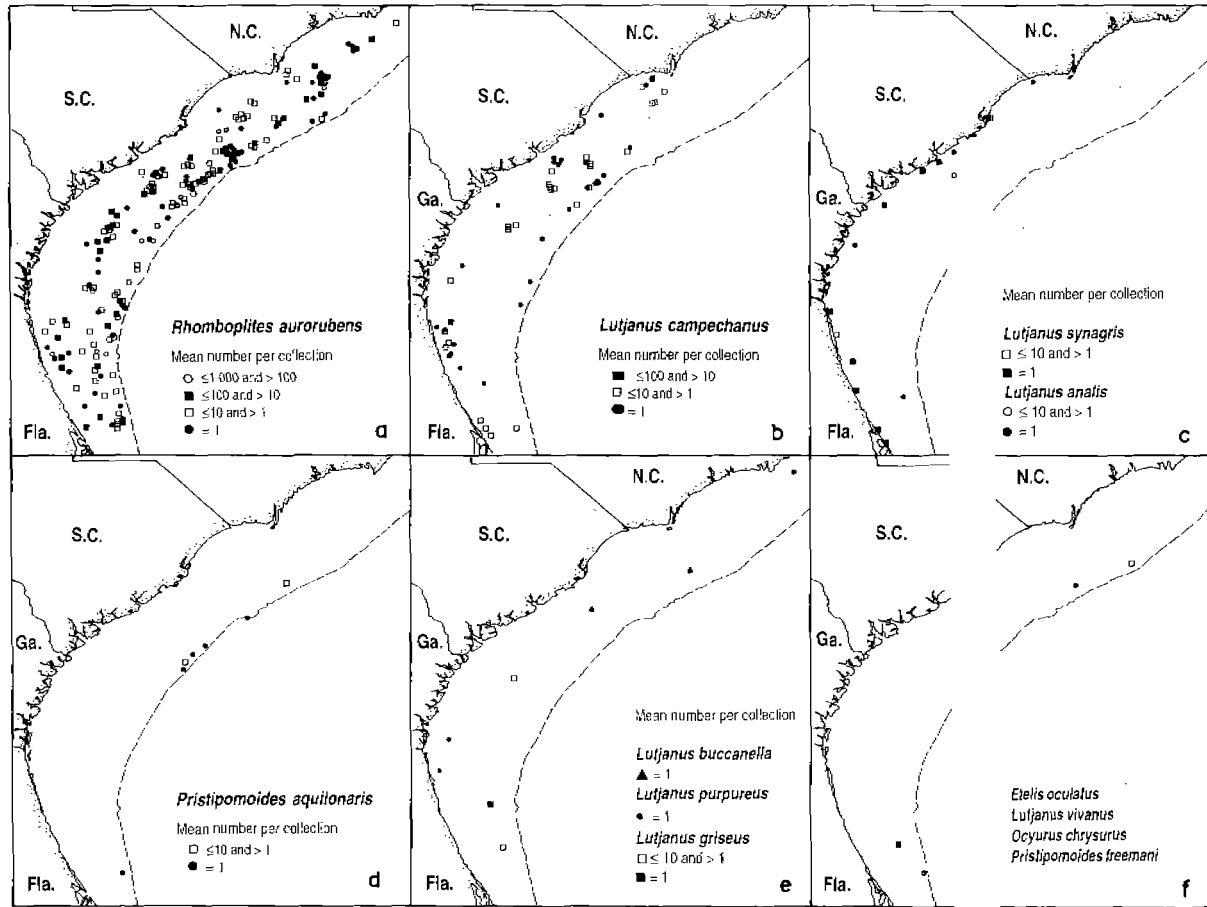 N.C.
S.C.
Rhomboplites aurorubens
Mean number per collection
≤1 000 and > 100
≤100 and > 10
≤10 and > 1
= 1
Fla.
a
N.C.
S.C.
Ga.
Lutjanus campechanus
Mean number per collection
≤100 and > 10
≤10 and > 1
= 1
Fla.
b
N.C.
S.C.
Ga.
Mean number per collection
Lutjanus synagris
≤ 10 and > 1
= 1
Lutjanus analis
≤ 10 and > 1
= 1
Fla.
c
S.C.
Ga.
Pristipomoides aquilonaris
Mean number per collection
≤10 and > 1
= 1
Fla.
d
N.C.
S.C.
Ga.
Mean number per collection
Lutjanus buccanella
= 1
Lutjanus purpureus
= 1
Lutjanus griseus
≤ 10 and > 1
= 1
Fla.
e
N.C.
S.C.
Ga.
Etelis oculatus
Lutjanus vivanus
Ocyurus chrysurus
Pristipomoides freemani
Fla.
f